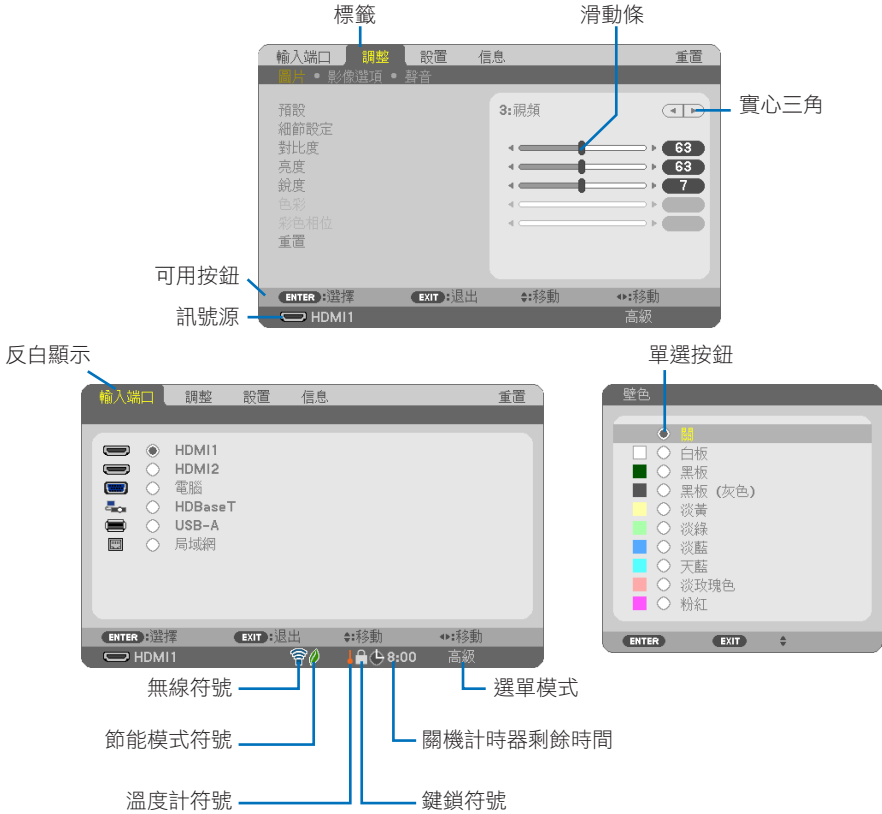 標籤
滑動條
輸入端口 調整 設置 信息 重置
圖片 • 影像選項 • 聲音
預設 3:視頻
實心三角
細節設定
對比度 63
亮度 63
銳度 7
色彩
彩色相位
重置
可用按鈕
ENTER :選擇 EXIT :退出 :移動 :移動
訊號源
HDMI1 高級
反白顯示
單選按鈕
輸入端口 調整 設置 信息 重置
HDMI1
HDMI2
電腦
HDBaseT
USB-A
局域網
ENTER :選擇 EXIT :退出 :移動 :移動
HDMI1 8:00 高級
壁色
關
白板
黑板
黑板 (灰色)
淡黃
淡綠
淡藍
天藍
淡玫瑰色
粉紅
ENTER EXIT
無線符號
選單模式
節能模式符號
關機計時器剩餘時間
溫度計符號
鍵鎖符號